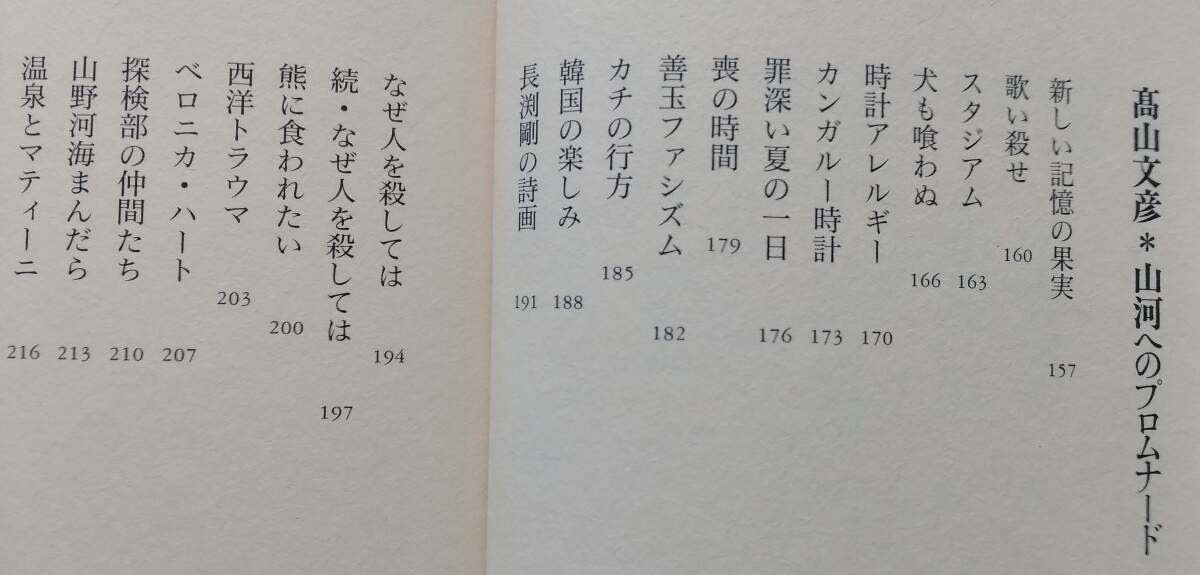 髙山文彦＊山河へのプロムナード
新しい記憶の果実 157
歌い殺せ 160
スタジアム 163
犬も喰わぬ 166
時計アレルギー 170
カンガルー時計 173
罪深い夏の一日 176
喪の時間 179
善玉ファシズム 182
カチの行方 185
韓国の楽しみ 188
長渕剛の詩画 191
なぜ人を殺しては 194
続・なぜ人を殺しては 197
熊に食われたい 200
西洋トラウマ 203
ベロニカ・ハート 207
探検部の仲間たち 210
山野河海まんだら 213
温泉とマティーニ 216